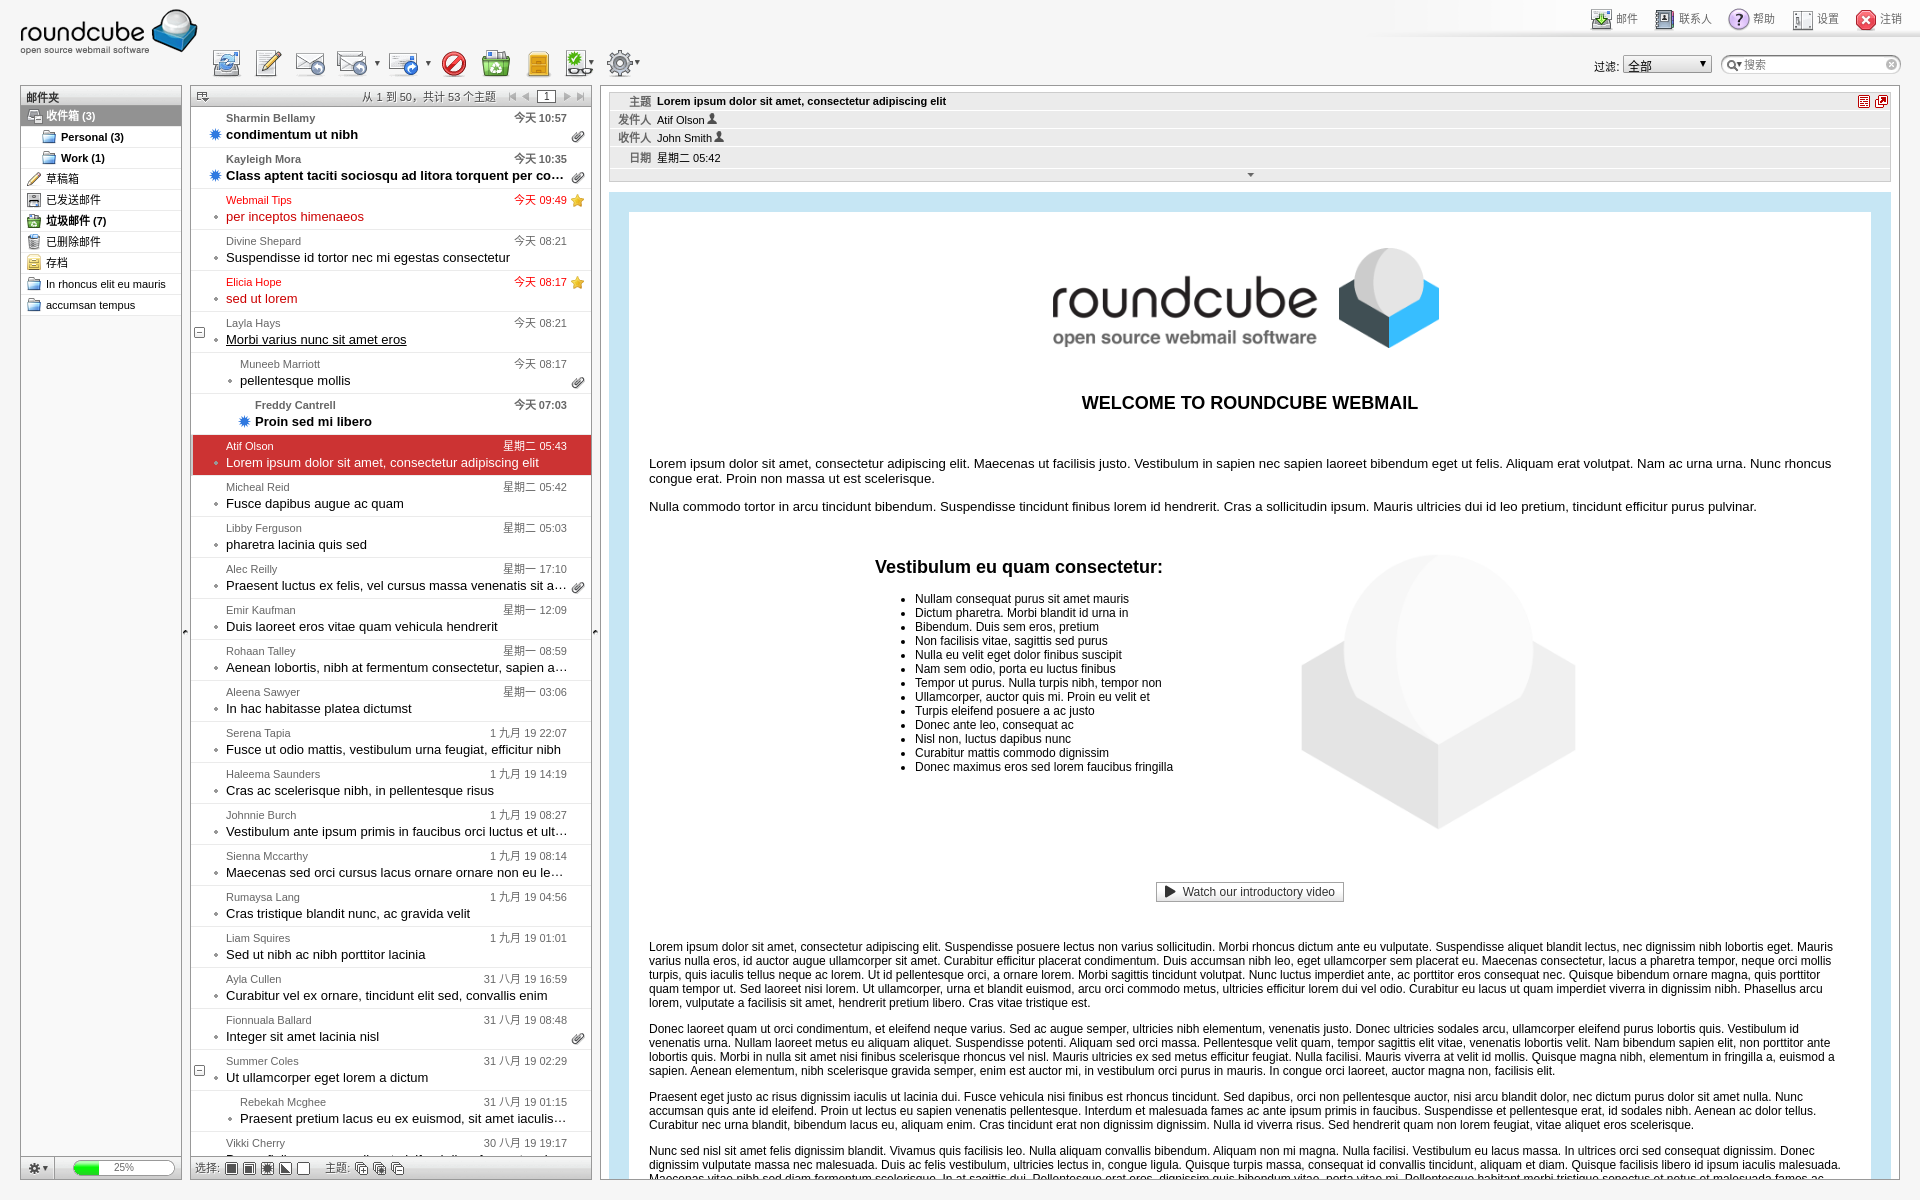 roundcube
open source webmail software
邮件
联系人
帮助
设置
注销
过滤: 全部
搜索
邮件夹
收件箱 (3)
Personal (3)
Work (1)
草稿箱
已发送邮件
垃圾邮件 (7)
已删除邮件
存档
In rhoncus elit eu mauris
accumsan tempus
25%
从 1 到 50，共计 53 个主题 1
Sharmin Bellamy 今天 10:57
condimentum ut nibh
Kayleigh Mora 今天 10:35
Class aptent taciti sociosqu ad litora torquent per co…
Webmail Tips 今天 09:49
per inceptos himenaeos
Divine Shepard 今天 08:21
Suspendisse id tortor nec mi egestas consectetur
Elicia Hope 今天 08:17
sed ut lorem
Layla Hays 今天 08:21
Morbi varius nunc sit amet eros
Muneeb Marriott 今天 08:17
pellentesque mollis
Freddy Cantrell 今天 07:03
Proin sed mi libero
Atif Olson 星期二 05:43
Lorem ipsum dolor sit amet, consectetur adipiscing elit
Micheal Reid 星期二 05:42
Fusce dapibus augue ac quam
Libby Ferguson 星期二 05:03
pharetra lacinia quis sed
Alec Reilly 星期一 17:10
Praesent luctus ex felis, vel cursus massa venenatis sit a…
Emir Kaufman 星期一 12:09
Duis laoreet eros vitae quam vehicula hendrerit
Rohaan Talley 星期一 08:59
Aenean lobortis, nibh at fermentum consectetur, sapien a…
Aleena Sawyer 星期一 03:06
In hac habitasse platea dictumst
Serena Tapia 1 九月 19 22:07
Fusce ut odio mattis, vestibulum urna feugiat, efficitur nibh
Haleema Saunders 1 九月 19 14:19
Cras ac scelerisque nibh, in pellentesque risus
Johnnie Burch 1 九月 19 08:27
Vestibulum ante ipsum primis in faucibus orci luctus et ult…
Sienna Mccarthy 1 九月 19 08:14
Maecenas sed orci cursus lacus ornare ornare non eu le…
Rumaysa Lang 1 九月 19 04:56
Cras tristique blandit nunc, ac gravida velit
Liam Squires 1 九月 19 01:01
Sed ut nibh ac nibh porttitor lacinia
Ayla Cullen 31 八月 19 16:59
Curabitur vel ex ornare, tincidunt elit sed, convallis enim
Fionnuala Ballard 31 八月 19 08:48
Integer sit amet lacinia nisl
Summer Coles 31 八月 19 02:29
Ut ullamcorper eget lorem a dictum
Rebekah Mcghee 31 八月 19 01:15
Praesent pretium lacus eu ex euismod, sit amet iaculis…
Vikki Cherry 30 八月 19 19:17
选择: 主题:
主题 Lorem ipsum dolor sit amet, consectetur adipiscing elit
发件人 Atif Olson
收件人 John Smith
日期 星期二 05:42
roundcube
open source webmail software
WELCOME TO ROUNDCUBE WEBMAIL
Lorem ipsum dolor sit amet, consectetur adipiscing elit. Maecenas ut facilisis justo. Vestibulum in sapien nec sapien laoreet bibendum eget ut felis. Aliquam erat volutpat. Nam ac urna urna. Nunc rhoncus
congue erat. Proin non massa ut est scelerisque.
Nulla commodo tortor in arcu tincidunt bibendum. Suspendisse tincidunt finibus lorem id hendrerit. Cras a sollicitudin ipsum. Mauris ultricies dui id leo pretium, tincidunt efficitur purus pulvinar.
Vestibulum eu quam consectetur:
• Nullam consequat purus sit amet mauris
• Dictum pharetra. Morbi blandit id urna in
• Bibendum. Duis sem eros, pretium
• Non facilisis vitae, sagittis sed purus
• Nulla eu velit eget dolor finibus suscipit
• Nam sem odio, porta eu luctus finibus
• Tempor ut purus. Nulla turpis nibh, tempor non
• Ullamcorper, auctor quis mi. Proin eu velit et
• Turpis eleifend posuere a ac justo
• Donec ante leo, consequat ac
• Nisl non, luctus dapibus nunc
• Curabitur mattis commodo dignissim
• Donec maximus eros sed lorem faucibus fringilla
Watch our introductory video
Lorem ipsum dolor sit amet, consectetur adipiscing elit. Suspendisse posuere lectus non varius sollicitudin. Morbi rhoncus dictum ante eu vulputate. Suspendisse aliquet blandit lectus, nec dignissim nibh lobortis eget. Mauris
varius nulla eros, id auctor augue ullamcorper sit amet. Curabitur efficitur placerat condimentum. Duis accumsan nibh leo, eget ullamcorper sem placerat eu. Maecenas consectetur, lacus a pharetra tempor, neque orci mollis
turpis, quis iaculis tellus neque ac lorem. Ut id pellentesque orci, a ornare lorem. Morbi sagittis tincidunt volutpat. Nunc luctus imperdiet ante, ac porttitor eros consequat nec. Quisque bibendum ornare magna, quis porttitor
quam tempor ut. Sed laoreet nisi lorem. Ut ullamcorper, urna et blandit euismod, arcu orci commodo metus, ultricies efficitur lorem dui vel odio. Curabitur eu lacus ut quam imperdiet viverra in dignissim nibh. Phasellus arcu
lorem, vulputate a facilisis sit amet, hendrerit pretium libero. Cras vitae tristique est.
Donec laoreet quam ut orci condimentum, et eleifend neque varius. Sed ac augue semper, ultricies nibh elementum, venenatis justo. Donec ultricies sodales arcu, ullamcorper eleifend purus lobortis quis. Vestibulum id
venenatis urna. Nullam laoreet metus eu aliquam aliquet. Suspendisse potenti. Aliquam sed orci massa. Pellentesque velit quam, tempor sagittis elit vitae, venenatis lobortis velit. Nam bibendum sapien elit, non porttitor ante
lobortis quis. Morbi in nulla sit amet nisi finibus scelerisque rhoncus vel nisl. Mauris ultricies ex sed metus efficitur feugiat. Nulla facilisi. Mauris viverra at velit id mollis. Quisque magna nibh, elementum in fringilla a, euismod a
sapien. Aenean elementum, nibh scelerisque gravida semper, enim est auctor mi, in vestibulum orci purus in mauris. In congue orci laoreet, auctor magna non, facilisis elit.
Praesent eget justo ac risus dignissim iaculis ut lacinia dui. Fusce vehicula nisi finibus est rhoncus tincidunt. Sed dapibus, orci non pellentesque auctor, nisi arcu blandit dolor, nec dictum purus dolor sit amet nulla. Nunc
accumsan quis ante id eleifend. Proin ut lectus eu sapien venenatis pellentesque. Interdum et malesuada fames ac ante ipsum primis in faucibus. Suspendisse et pellentesque erat, id sodales nibh. Aenean ac dolor tellus.
Curabitur nec urna blandit, bibendum lacus eu, aliquam enim. Cras tincidunt erat non dignissim dignissim. Nulla id viverra risus. Sed hendrerit quam non lorem feugiat, vitae aliquet eros scelerisque.
Nunc sed nisl sit amet felis dignissim blandit. Vivamus quis facilisis leo. Nulla aliquam convallis bibendum. Aliquam non mi magna. Nulla facilisi. Vestibulum eu lacus massa. In ultrices orci sed consequat dignissim. Donec
dignissim vulputate massa nec malesuada. Duis ac felis vestibulum, ultricies lectus in, congue ligula. Quisque turpis massa, consequat id convallis tincidunt, aliquam et diam. Quisque facilisis libero id ipsum iaculis malesuada.
Maecenas vitae nibh sed diam fermentum scelerisque. In at sagittis dui. Pellentesque erat eros, dignissim quis bibendum vitae, porta vitae mi. Pellentesque habitant morbi tristique senectus et netus et malesuada fames ac